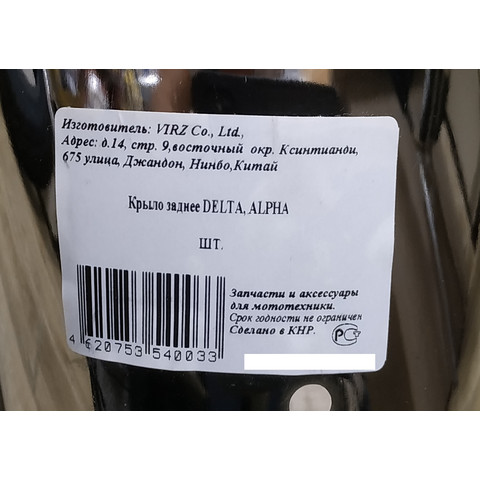 Изготовитель: VIRZ Co., Ltd.,
Адрес: д.14, стр. 9,восточный окр. Ксинтианди,
675 улица, Джандон, Нинбо,Китай
Крыло заднее DELTA, ALPHA
шт.
Запчасти и аксессуары
для мототехники.
Срок годности не ограничен
Сделано в КНР.
РСТ
4 620753 540033